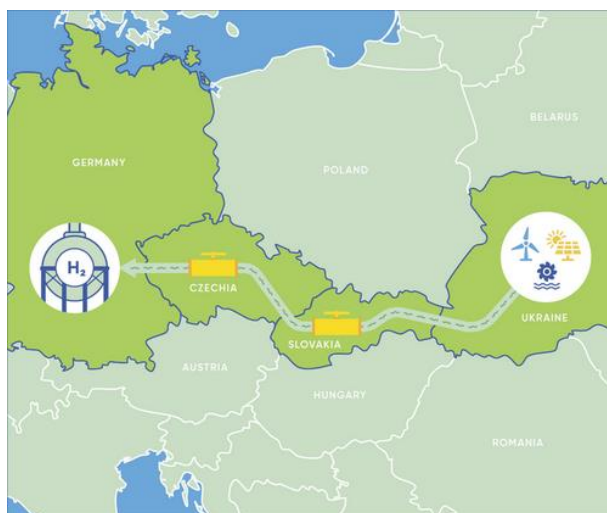 BELARUS
GERMANY
POLAND
H₂
CZECHIA
UKRAINE
SLOVAKIA
AUSTRIA
HUNGARY
ROMANIA